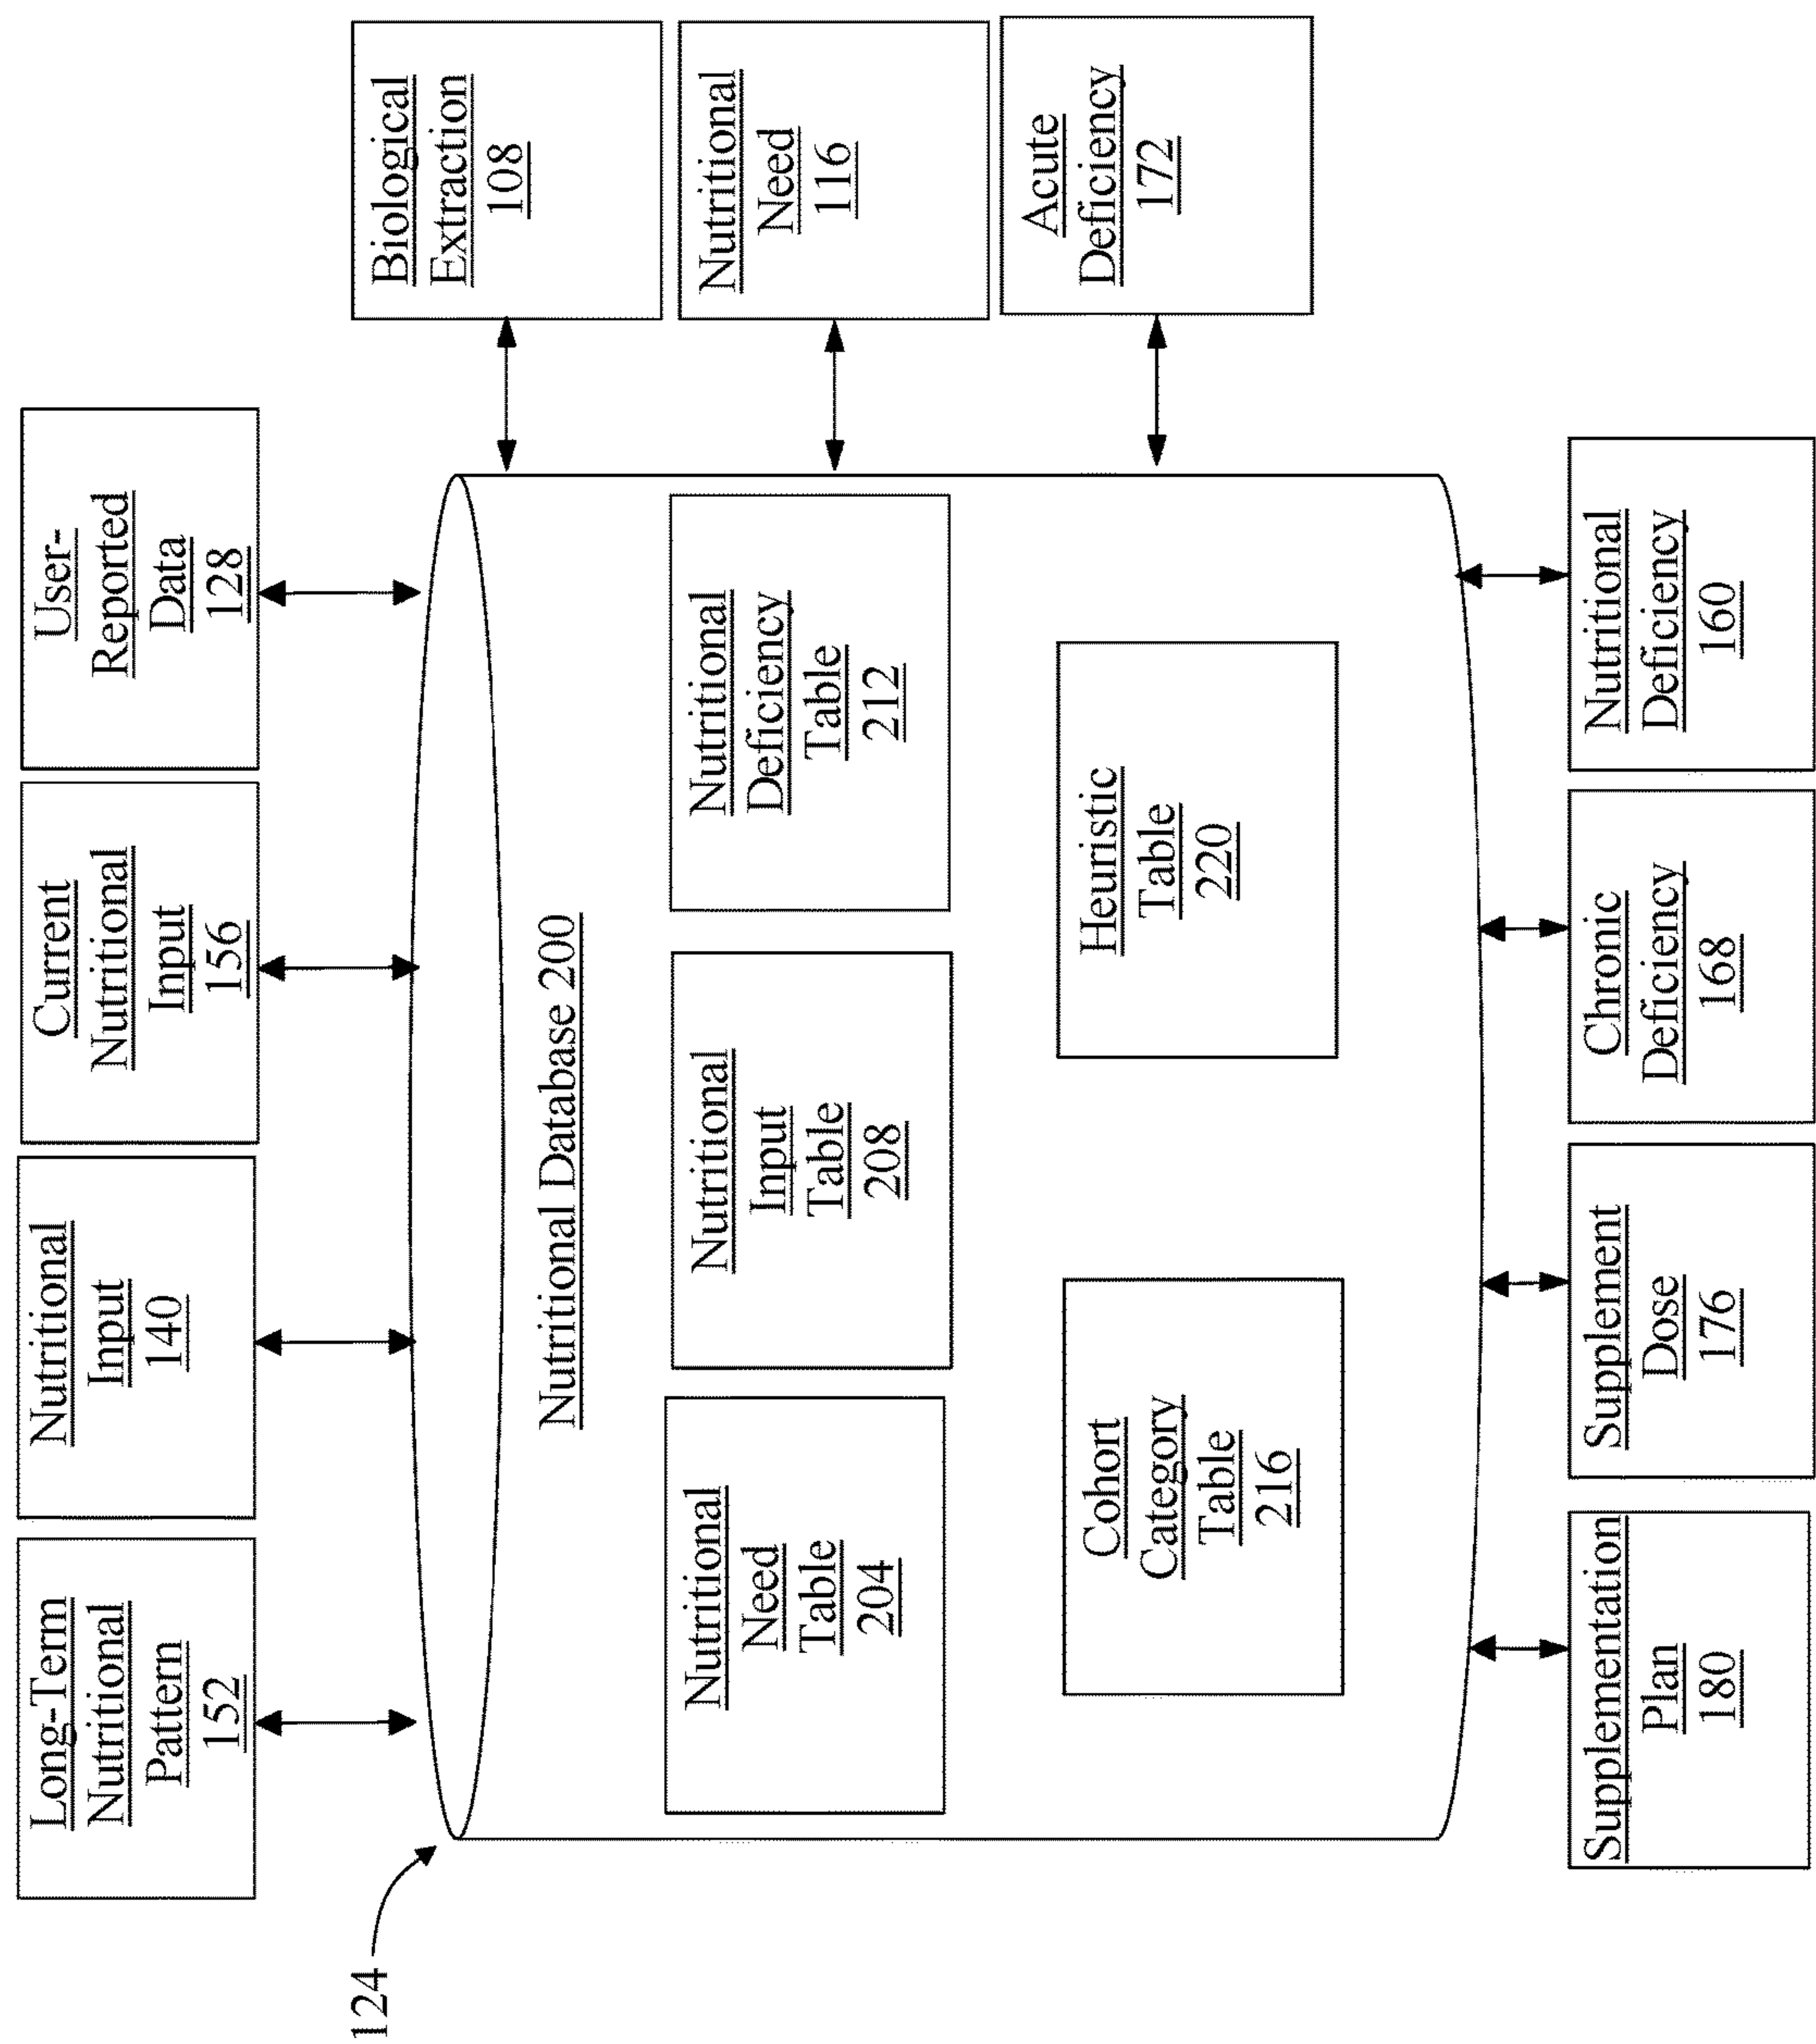 124
Long-Term
Nutritional
Pattern
152
Nutritional
Input
140
Current
Nutritional
Input
156
User-
Reported
Data
128
Nutritional Database 200
Nutritional
Need
Table
204
Nutritional
Input
Table
208
Nutritional
Deficiency
Table
212
Cohort
Category
Table
216
Heuristic
Table
220
Biological
Extraction
108
Nutritional
Need
116
Acute
Deficiency
172
Supplementation
Plan
180
Supplement
Dose
176
Chronic
Deficiency
168
Nutritional
Deficiency
160